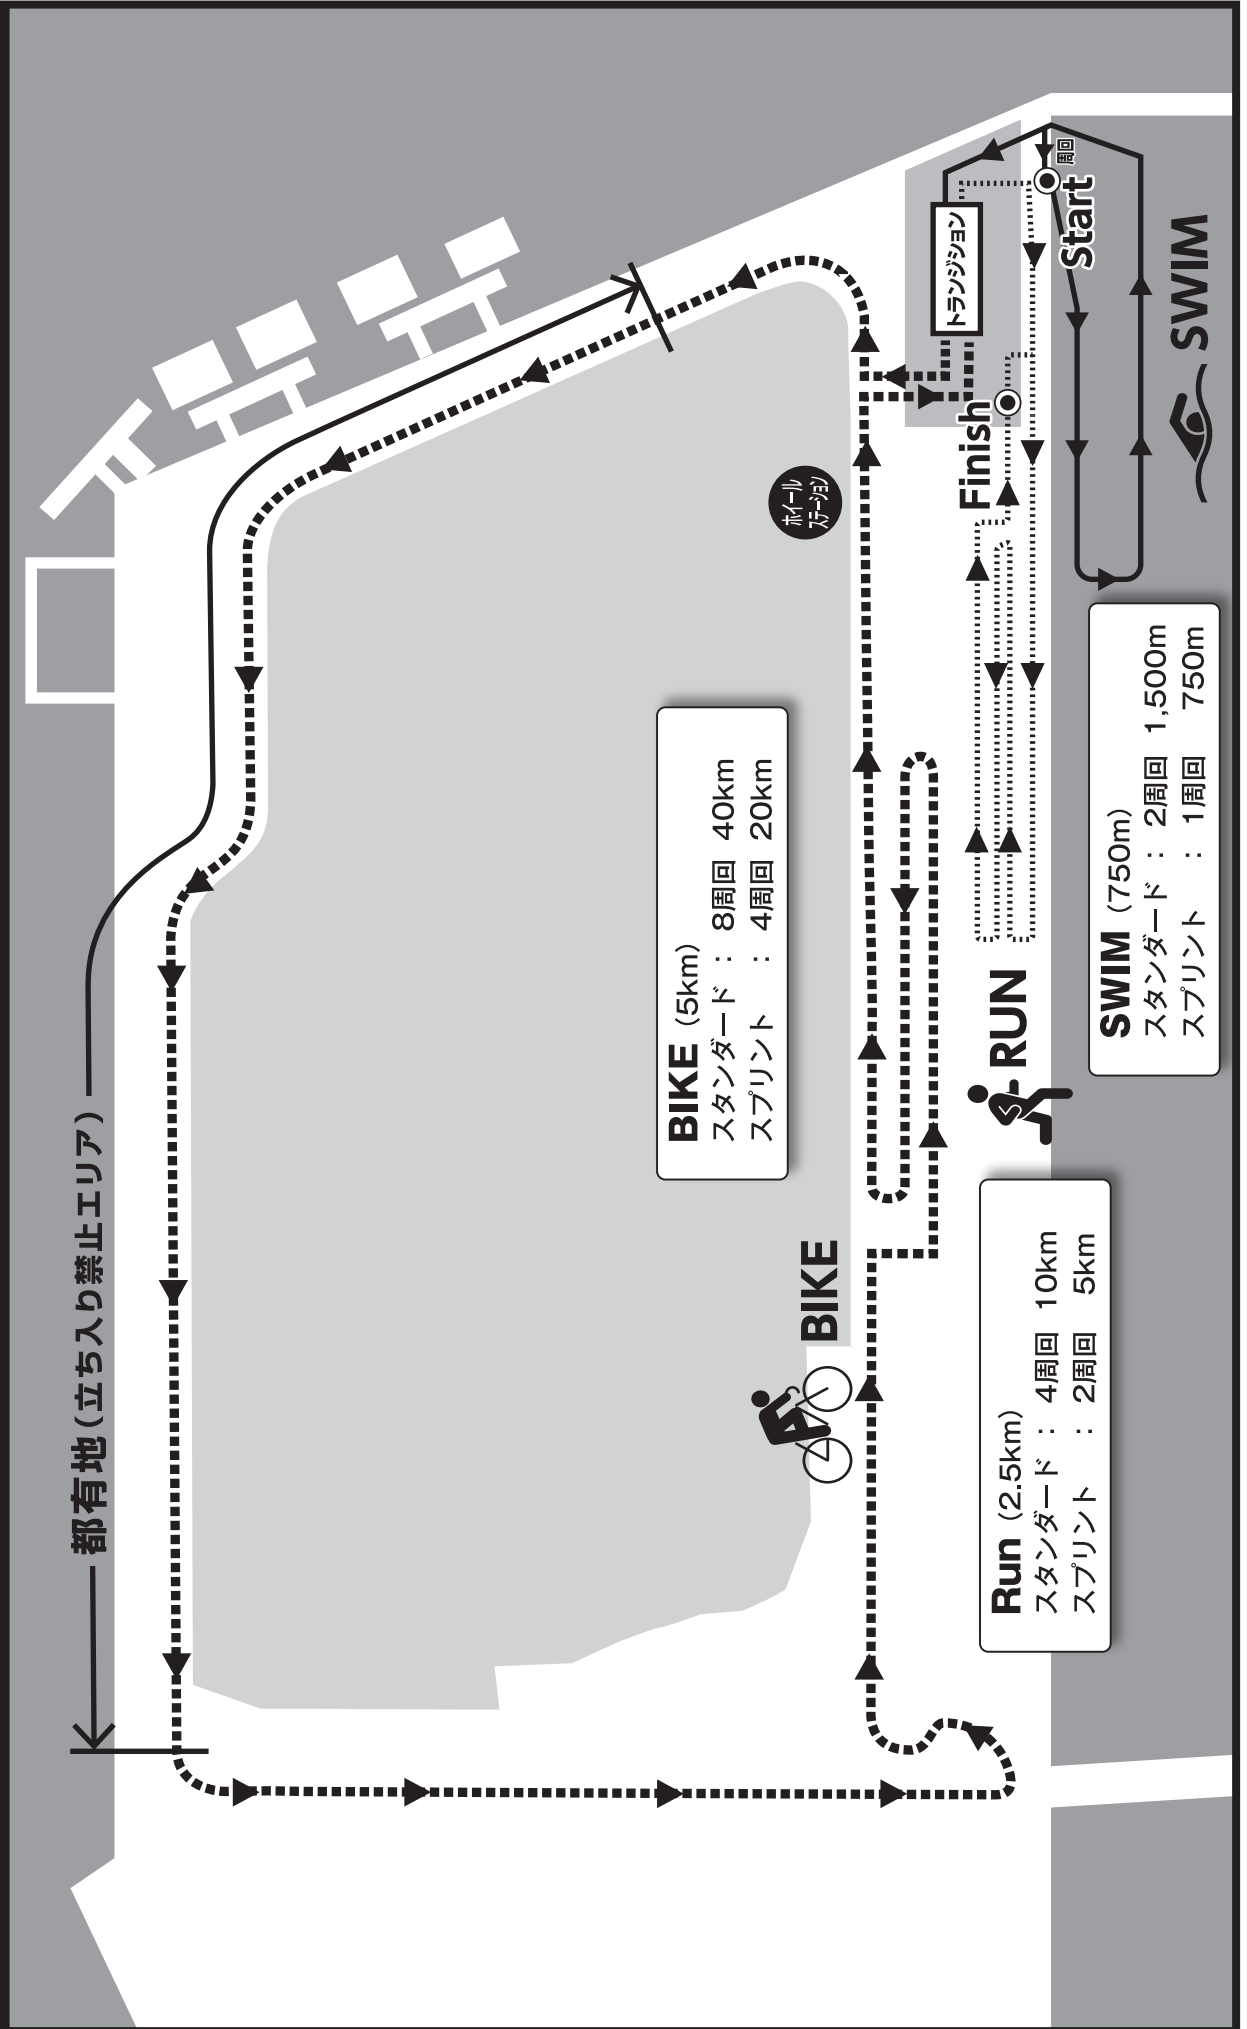 都有地(立ち入り禁止エリア)
BIKE (5km)
スタンダード : 8周回 40km
スプリント : 4周回 20km
ホイール
ステーション
BIKE
トランジション
Finish
周回
Start
SWIM
RUN
Run (2.5km)
スタンダード : 4周回 10km
スプリント : 2周回 5km
SWIM (750m)
スタンダード : 2周回 1,500m
スプリント : 1周回 750m